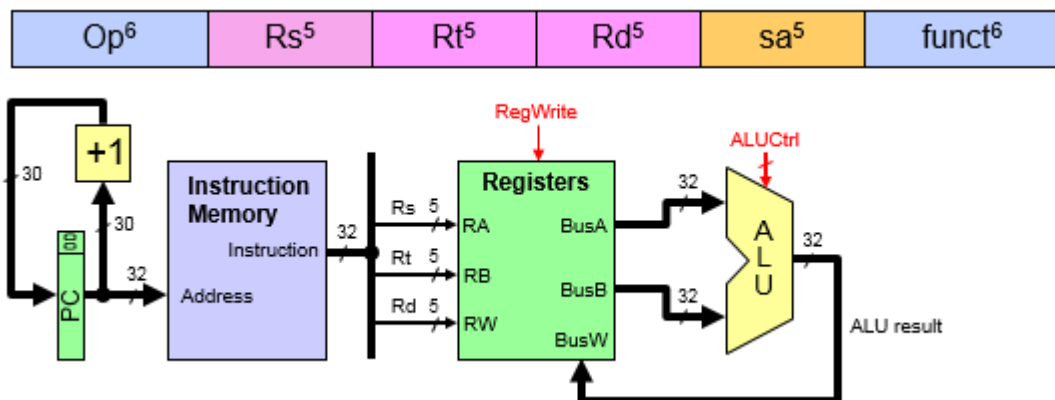 Op⁶ Rs⁵ Rt⁵ Rd⁵ sa⁵ funct⁶
RegWrite
ALUCtrl
+1
30
30
00
PC
32
Instruction
Memory
Instruction
Address
32
Rs 5
Rt 5
Rd 5
Registers
RA
RB
RW
BusA
BusB
BusW
32
32
ALU
32
ALU result